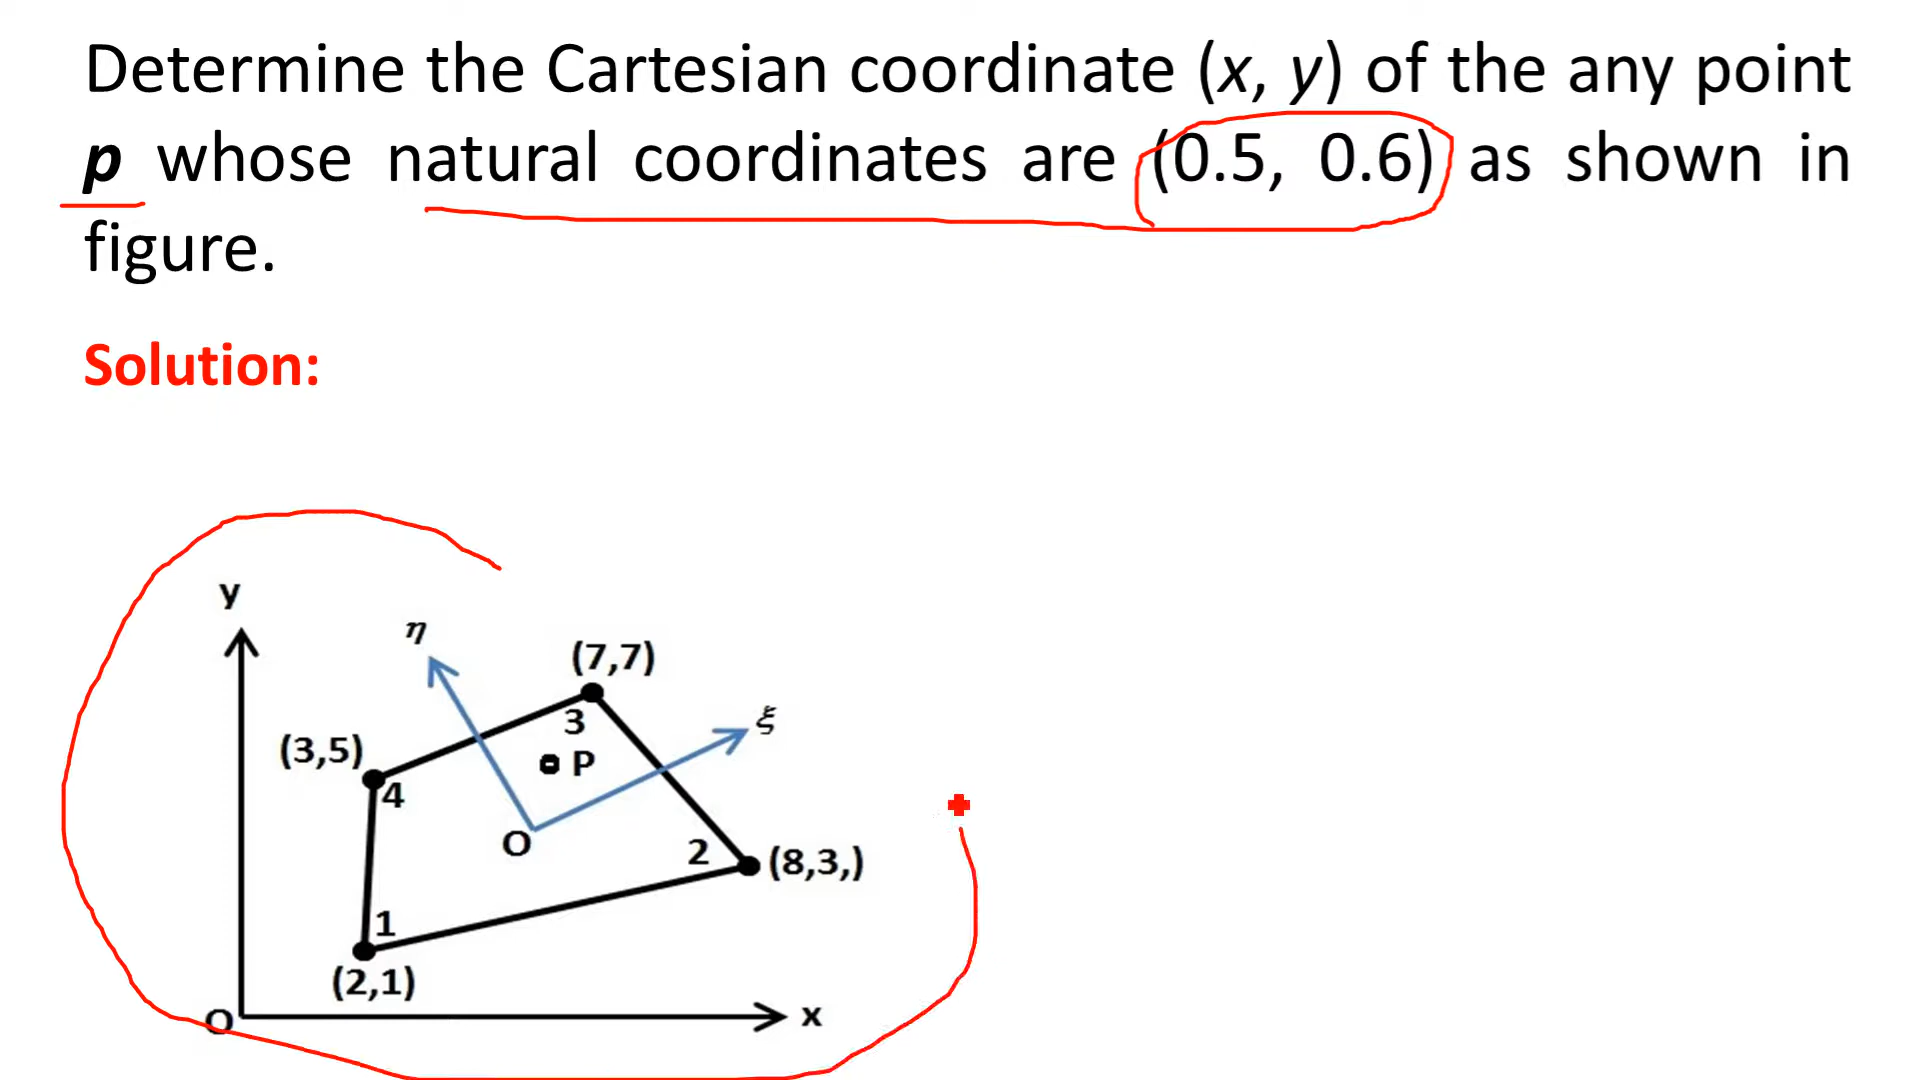 Determine the Cartesian coordinate (x, y) of the any point
p whose natural coordinates are (0.5, 0.6) as shown in
figure.
Solution:
y
η
(7,7)
3
ξ
(3,5)
P
4
O
2
(8,3,)
1
(2,1)
O
x